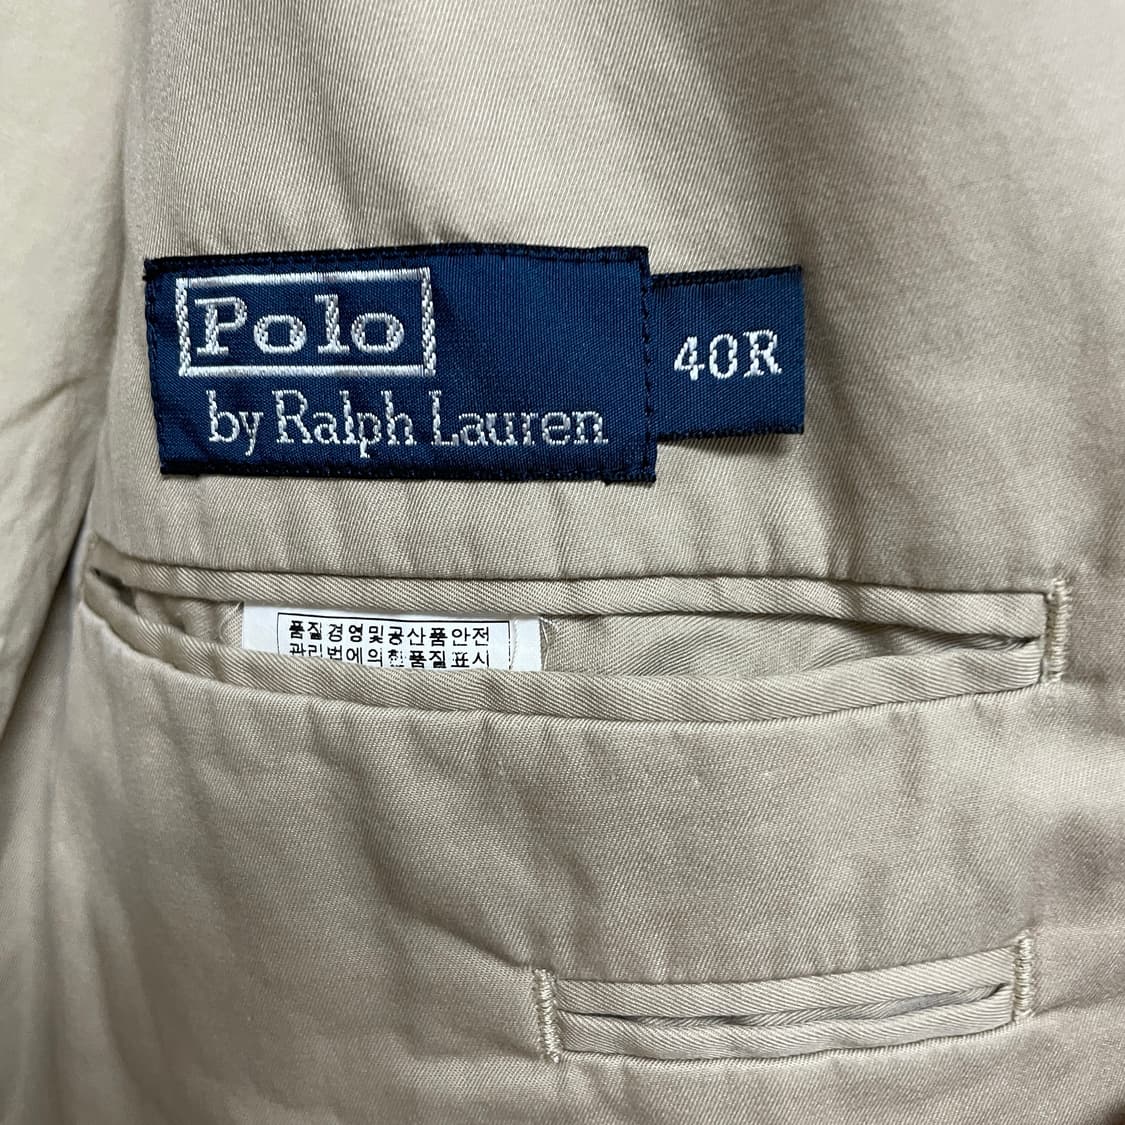 Polo
by Ralph Lauren
40R
품질경영및공산품안전
관리법에의한품질표시